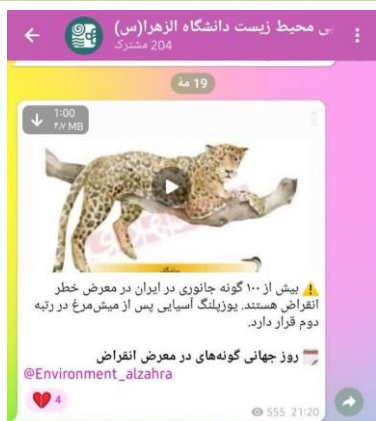 ـی محیط زیست دانشگاه الزهرا(س)
204 مشترک
19 مهٔ
1:00
۲٫۷ MB
⚠️ بیش از ۱۰۰ گونه جانوری در ایران در معرض خطر
انقراض هستند. یوزپلنگ آسیایی پس از میش‌مرغ در رتبه
دوم قرار دارد.
🗓 روز جهانی گونه‌های در معرض انقراض
@Environment_alzahra
💔 4
555 21:20